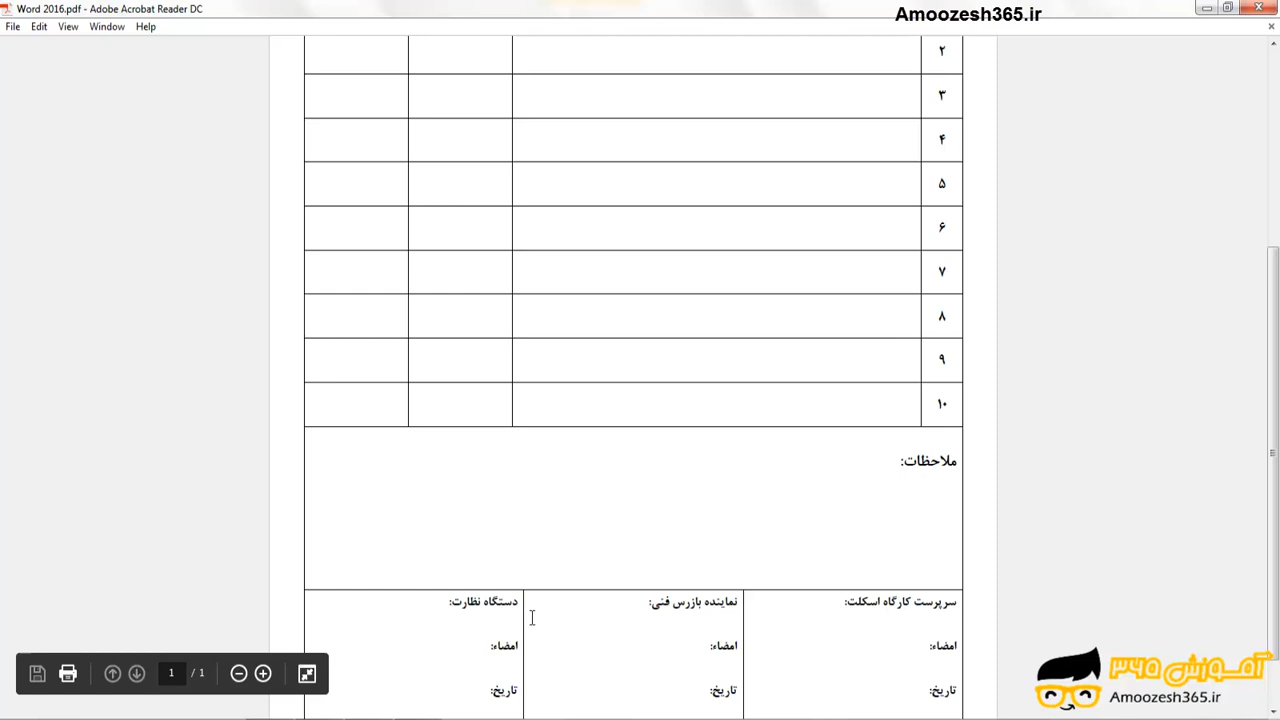 Word 2016.pdf - Adobe Acrobat Reader DC
Amoozesh365.ir
File Edit View Window Help
۲
۳
۴
۵
۶
۷
۸
۹
۱۰
ملاحظات:
سرپرست کارگاه اسکلت: نماینده بازرس فنی: دستگاه نظارت:
امضاء: امضاء: امضاء:
تاریخ: تاریخ: تاریخ:
1 / 1
آموزش ۳۶۵
Amoozesh365.ir